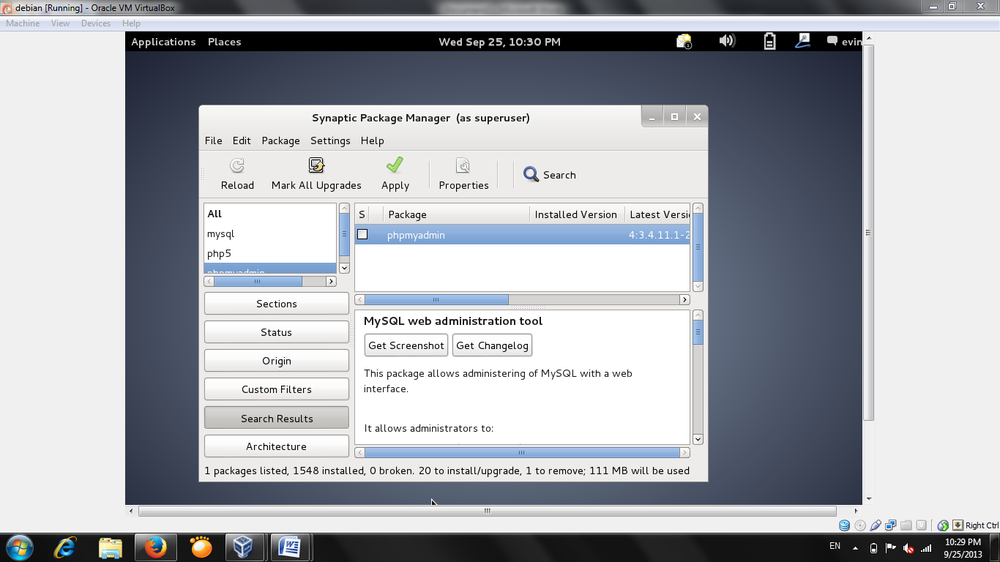 debian [Running] - Oracle VM VirtualBox
Machine View Devices Help
Applications Places Wed Sep 25, 10:30 PM evin
Synaptic Package Manager (as superuser)
File Edit Package Settings Help
Reload Mark All Upgrades Apply Properties Search
All
mysql
php5
phpmyadmin
S Package Installed Version Latest Versi
phpmyadmin 4:3.4.11.1-2
Sections
Status
Origin
Custom Filters
Search Results
Architecture
MySQL web administration tool
Get Screenshot Get Changelog
This package allows administering of MySQL with a web
interface.
It allows administrators to:
1 packages listed, 1548 installed, 0 broken. 20 to install/upgrade, 1 to remove; 111 MB will be used
Right Ctrl
EN 10:29 PM
9/25/2013